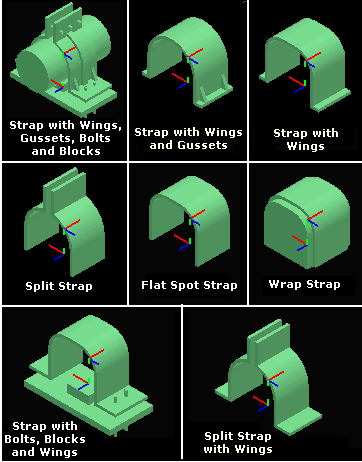 Strap with Wings,
Gussets, Bolts
and Blocks
Strap with Wings
and Gussets
Strap with
Wings
Split Strap
Flat Spot Strap
Wrap Strap
Strap with
Bolts, Blocks
and Wings
Split Strap
with Wings